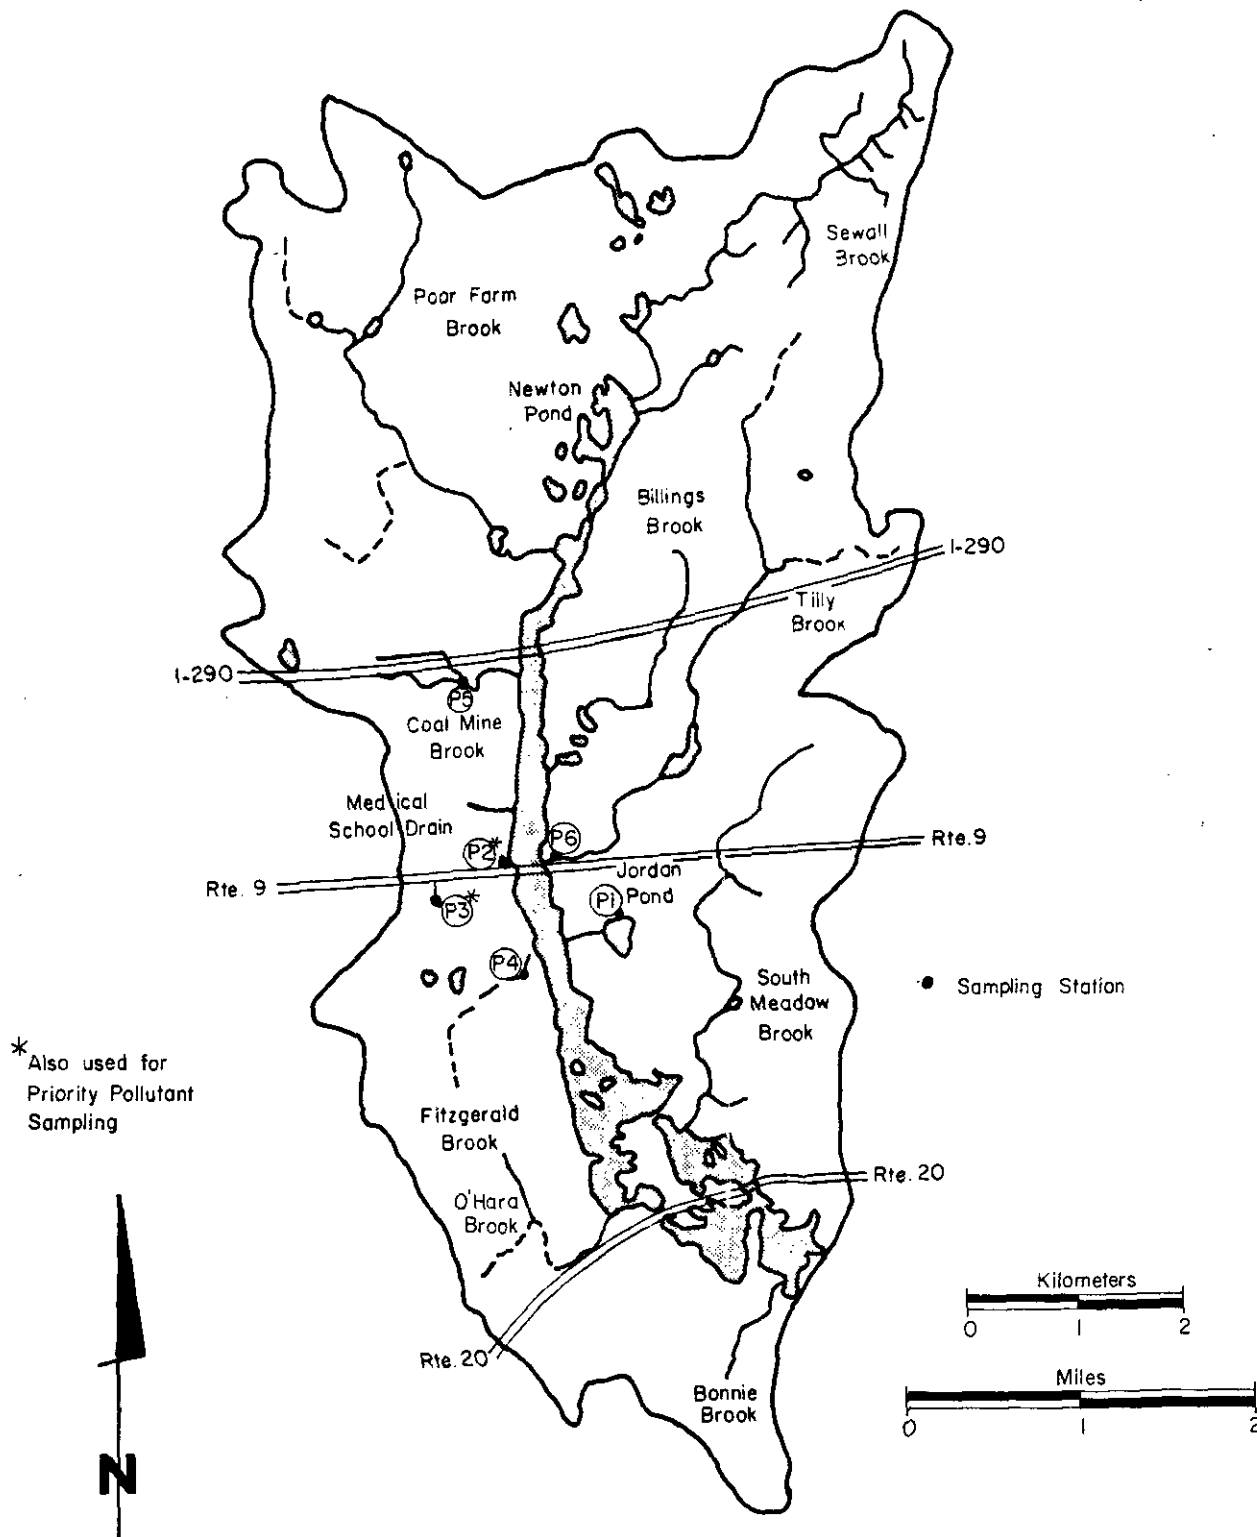 Sewall
Brook
Poor Farm
Brook
Newton
Pond
Billings
Brook
I-290
Tilly
Brook
I-290
P5
Coal Mine
Brook
Medical
School Drain
P2*
P6
Rte. 9
Jordan
Pond
Rte. 9
P3*
P1
P4
South
Meadow
Brook
Sampling Station
*Also used for
Priority Pollutant
Sampling
Fitzgerald
Brook
Rte. 20
O'Hara
Brook
Kilometers
0 1 2
Rte. 20
Miles
0 1 2
Bonnie
Brook
N